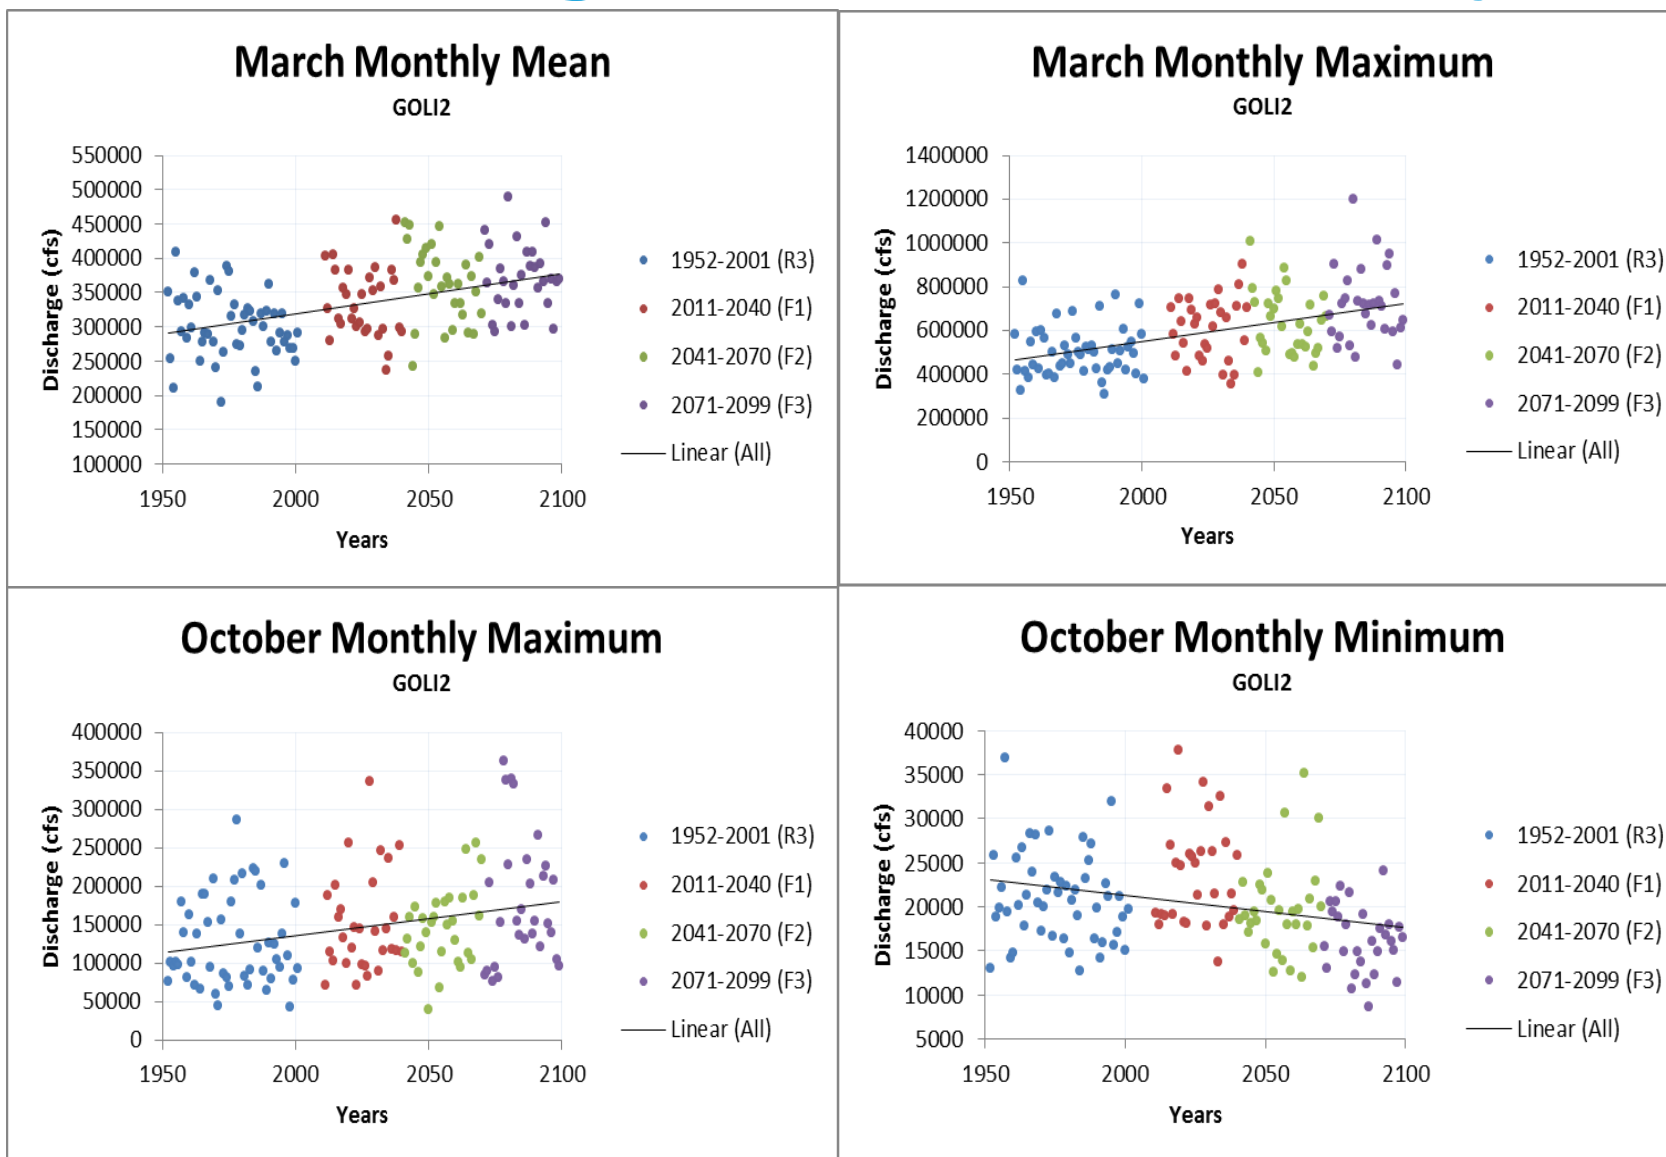 March Monthly Mean
GOLI2
Discharge (cfs)
550000
500000
450000
400000
350000
300000
250000
200000
150000
100000
1950
2000
2050
2100
Years
1952-2001 (R3)
2011-2040 (F1)
2041-2070 (F2)
2071-2099 (F3)
Linear (All)
March Monthly Maximum
GOLI2
Discharge (cfs)
1400000
1200000
1000000
800000
600000
400000
200000
0
1950
2000
2050
2100
Years
1952-2001 (R3)
2011-2040 (F1)
2041-2070 (F2)
2071-2099 (F3)
Linear (All)
October Monthly Maximum
GOLI2
Discharge (cfs)
400000
350000
300000
250000
200000
150000
100000
50000
0
1950
2000
2050
2100
Years
1952-2001 (R3)
2011-2040 (F1)
2041-2070 (F2)
2071-2099 (F3)
Linear (All)
October Monthly Minimum
GOLI2
Discharge (cfs)
40000
35000
30000
25000
20000
15000
10000
5000
1950
2000
2050
2100
Years
1952-2001 (R3)
2011-2040 (F1)
2041-2070 (F2)
2071-2099 (F3)
Linear (All)